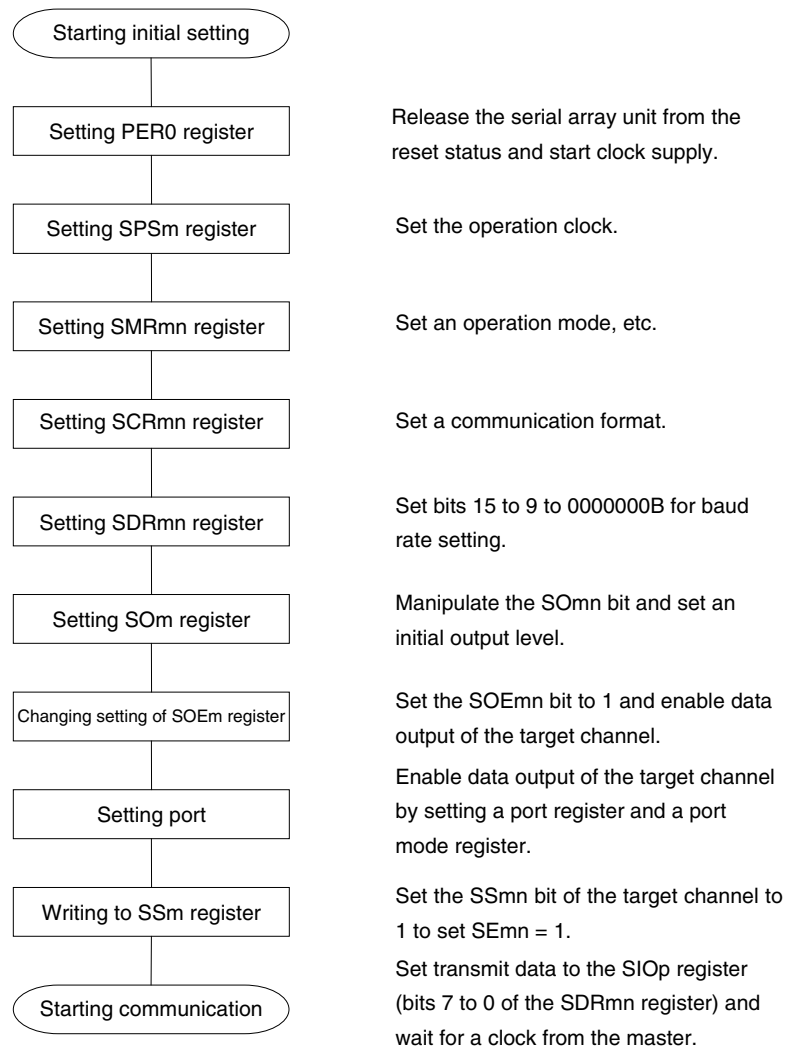 Starting initial setting
Setting PER0 register
Release the serial array unit from the
reset status and start clock supply.
Setting SPSm register
Set the operation clock.
Setting SMRmn register
Set an operation mode, etc.
Setting SCRmn register
Set a communication format.
Setting SDRmn register
Set bits 15 to 9 to 0000000B for baud
rate setting.
Setting SOm register
Manipulate the SOmn bit and set an
initial output level.
Changing setting of SOEm register
Set the SOEmn bit to 1 and enable data
output of the target channel.
Setting port
Enable data output of the target channel
by setting a port register and a port
mode register.
Writing to SSm register
Set the SSmn bit of the target channel to
1 to set SEmn = 1.
Starting communication
Set transmit data to the SIOp register
(bits 7 to 0 of the SDRmn register) and
wait for a clock from the master.